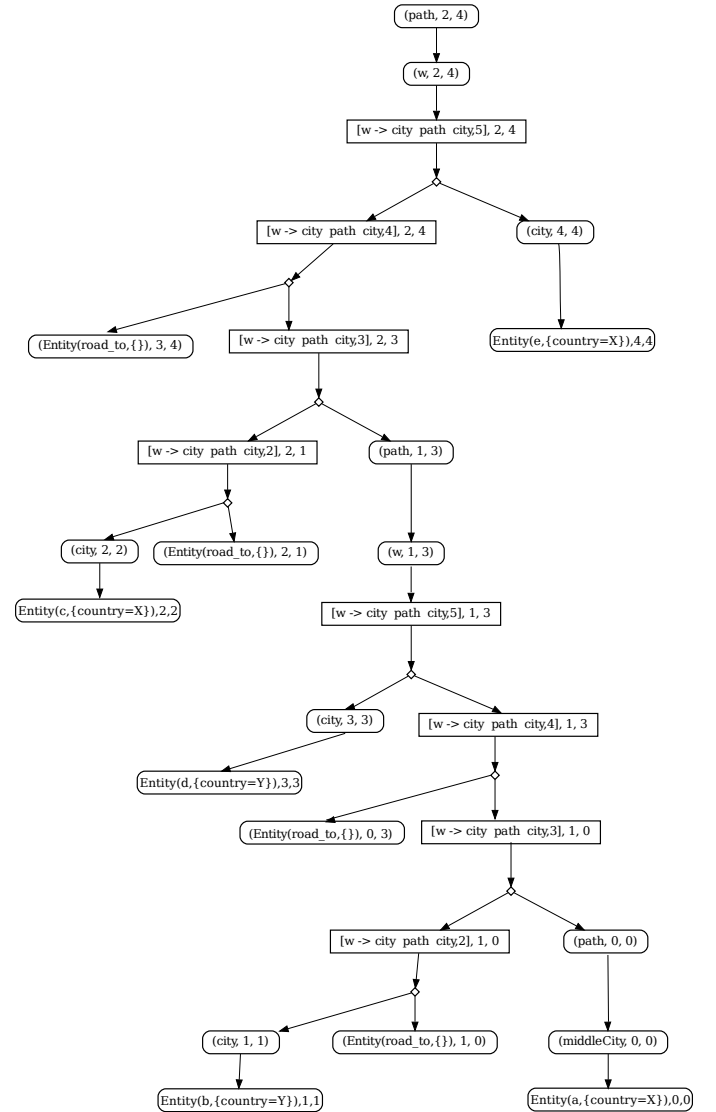 (path, 2, 4)
(w, 2, 4)
[w -> city  path  city,5], 2, 4
[w -> city  path  city,4], 2, 4
(city, 4, 4)
(Entity(road_to,{}), 3, 4)
[w -> city  path  city,3], 2, 3
Entity(e,{country=X}),4,4
[w -> city  path  city,2], 2, 1
(path, 1, 3)
(city, 2, 2)
(Entity(road_to,{}), 2, 1)
(w, 1, 3)
Entity(c,{country=X}),2,2
[w -> city  path  city,5], 1, 3
(city, 3, 3)
[w -> city  path  city,4], 1, 3
Entity(d,{country=Y}),3,3
(Entity(road_to,{}), 0, 3)
[w -> city  path  city,3], 1, 0
[w -> city  path  city,2], 1, 0
(path, 0, 0)
(city, 1, 1)
(Entity(road_to,{}), 1, 0)
(middleCity, 0, 0)
Entity(b,{country=Y}),1,1
Entity(a,{country=X}),0,0